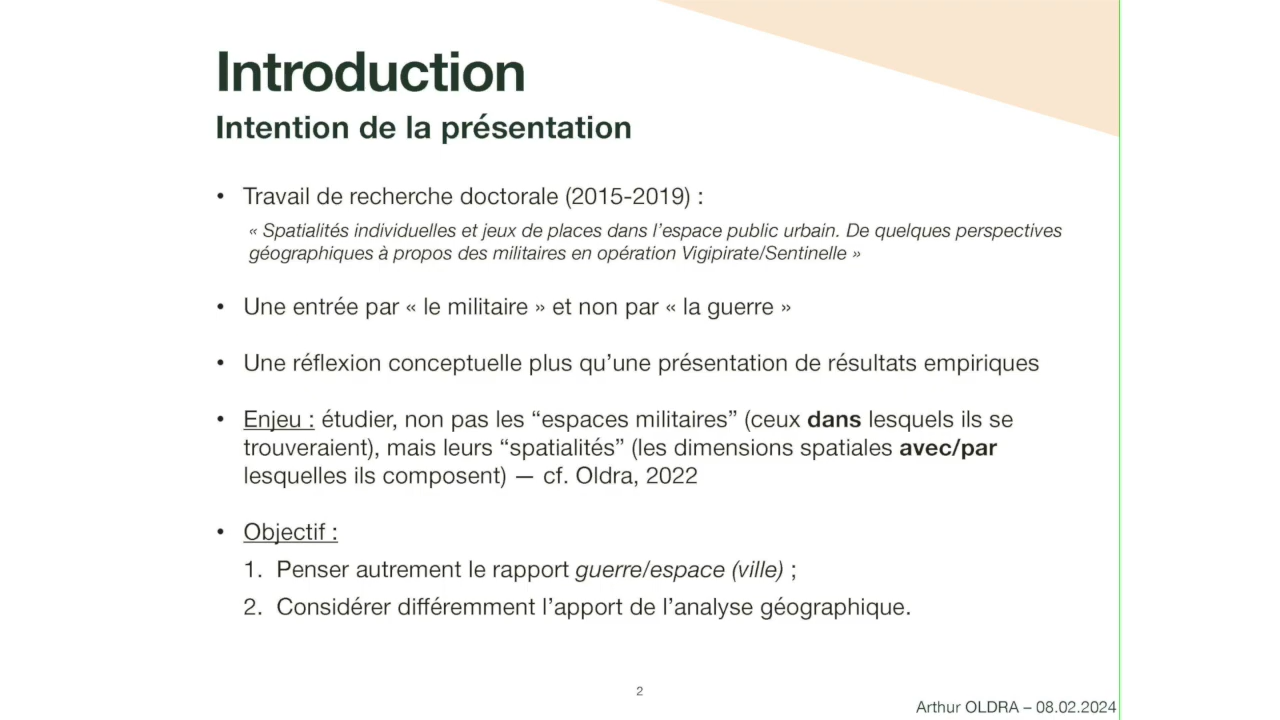 Introduction
Intention de la présentation
• Travail de recherche doctorale (2015-2019) :
« Spatialités individuelles et jeux de places dans l’espace public urbain. De quelques perspectives
géographiques à propos des militaires en opération Vigipirate/Sentinelle »
• Une entrée par « le militaire » et non par « la guerre »
• Une réflexion conceptuelle plus qu’une présentation de résultats empiriques
• Enjeu : étudier, non pas les “espaces militaires” (ceux dans lesquels ils se
trouveraient), mais leurs “spatialités” (les dimensions spatiales avec/par
lesquelles ils composent) — cf. Oldra, 2022
• Objectif :
1. Penser autrement le rapport guerre/espace (ville) ;
2. Considérer différemment l’apport de l’analyse géographique.
2
Arthur OLDRA – 08.02.2024